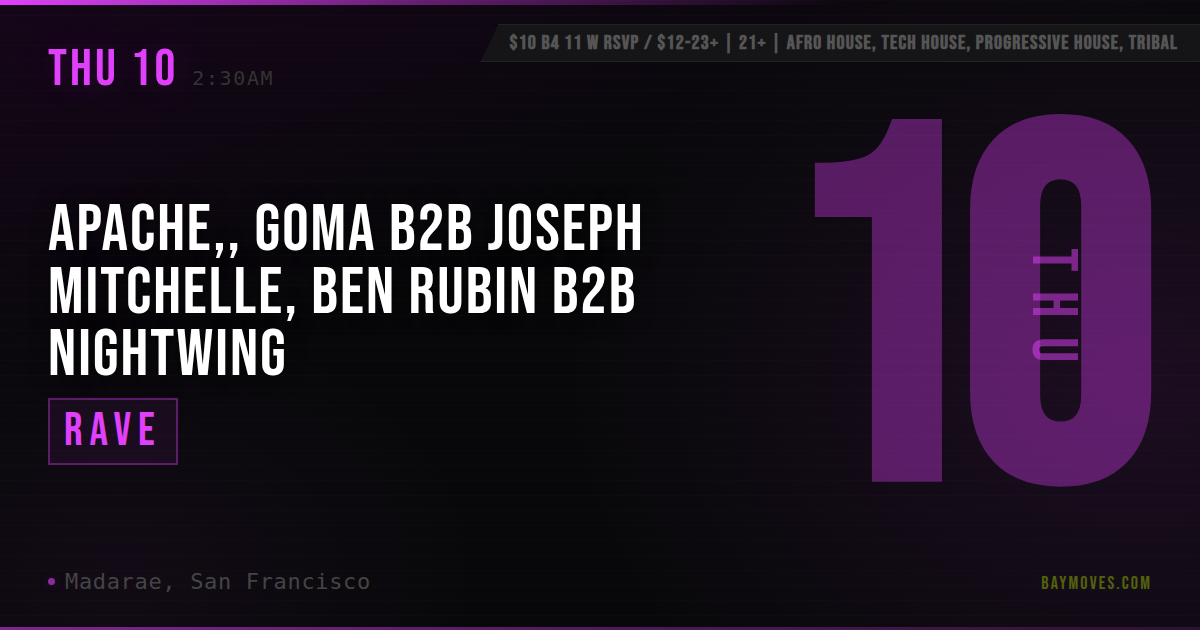 $10 B4 11 W RSVP / $12-23+ | 21+ | AFRO HOUSE, TECH HOUSE, PROGRESSIVE HOUSE, TRIBAL
THU 10 2:30AM
10
THU
APACHE,, GOMA B2B JOSEPH
MITCHELLE, BEN RUBIN B2B
NIGHTWING
RAVE
Madarae, San Francisco
BAYMOVES.COM